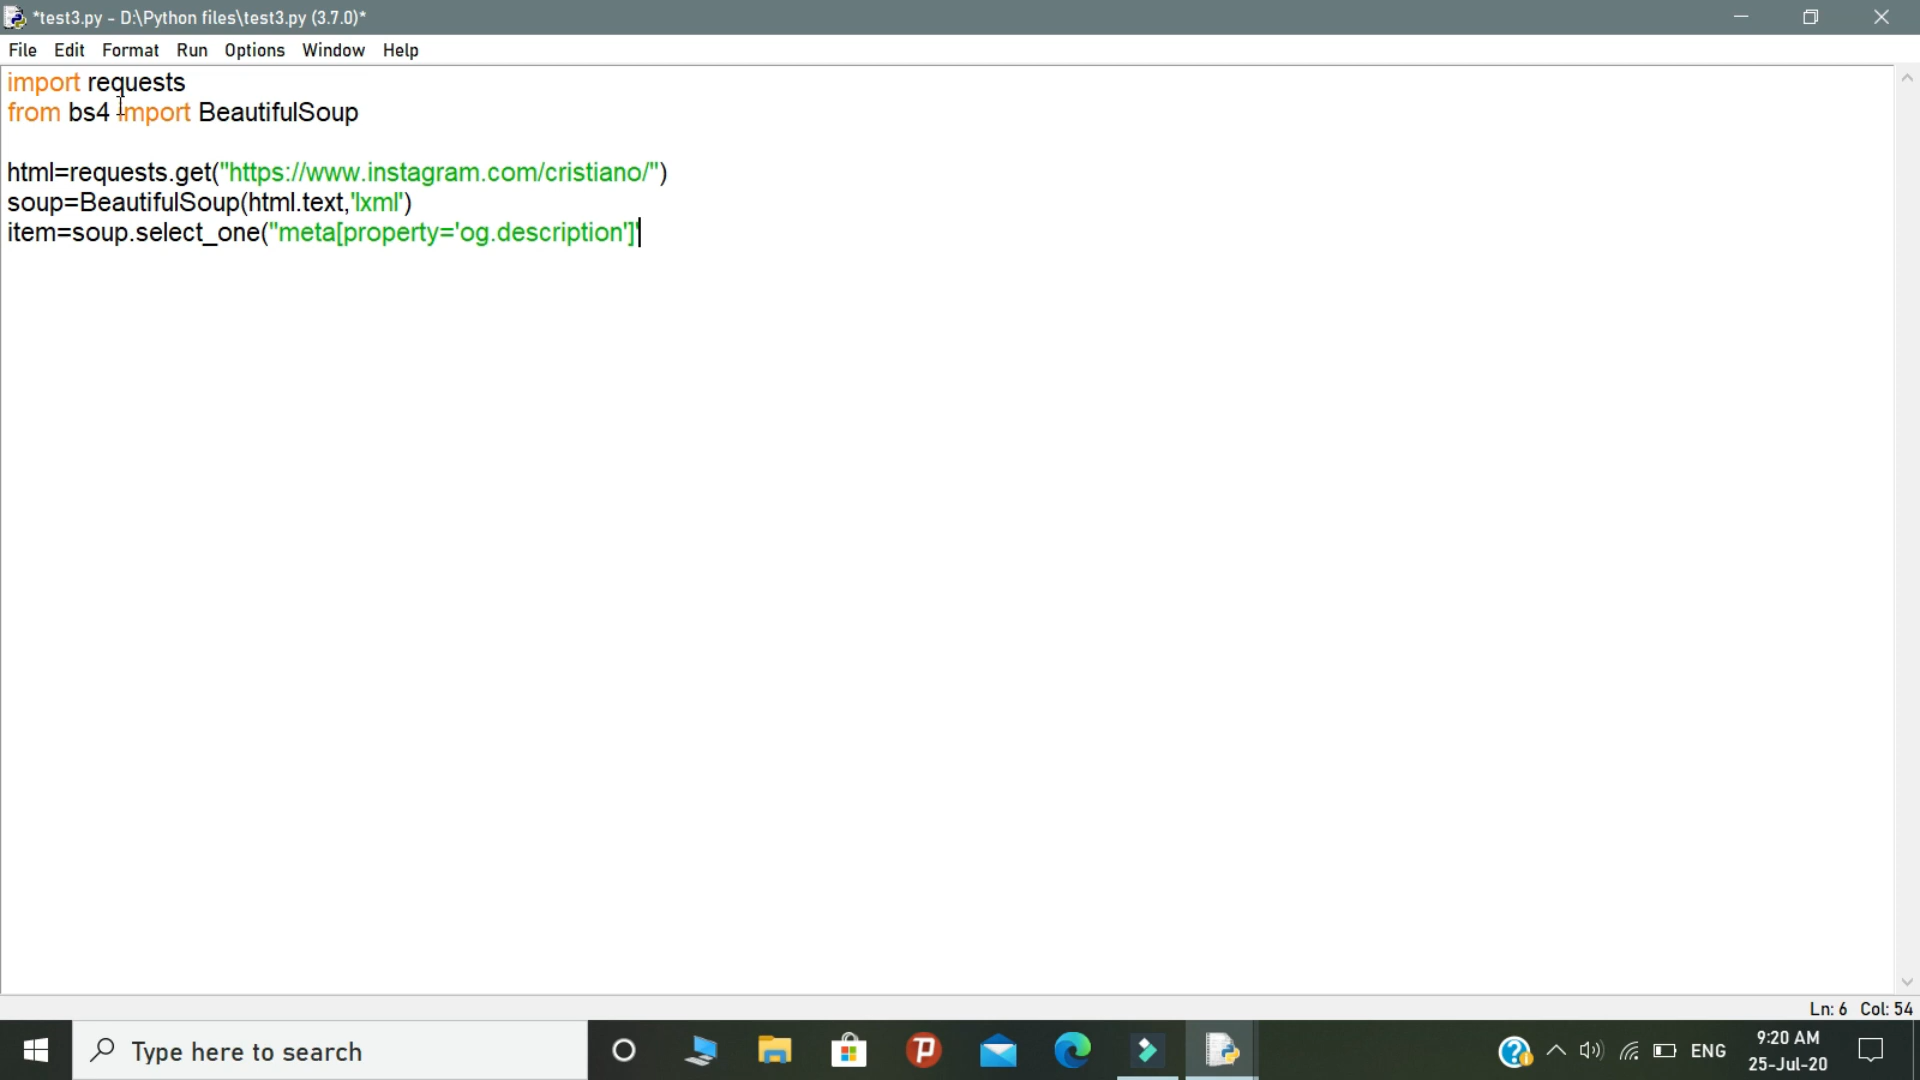 *test3.py - D:\Python files\test3.py (3.7.0)*
File Edit Format Run Options Window Help
import requests
from bs4 import BeautifulSoup
html=requests.get("https://www.instagram.com/cristiano/")
soup=BeautifulSoup(html.text,'lxml')
item=soup.select_one("meta[property='og.description']'
Ln: 6 Col: 54
Type here to search
ENG
9:20 AM
25-Jul-20